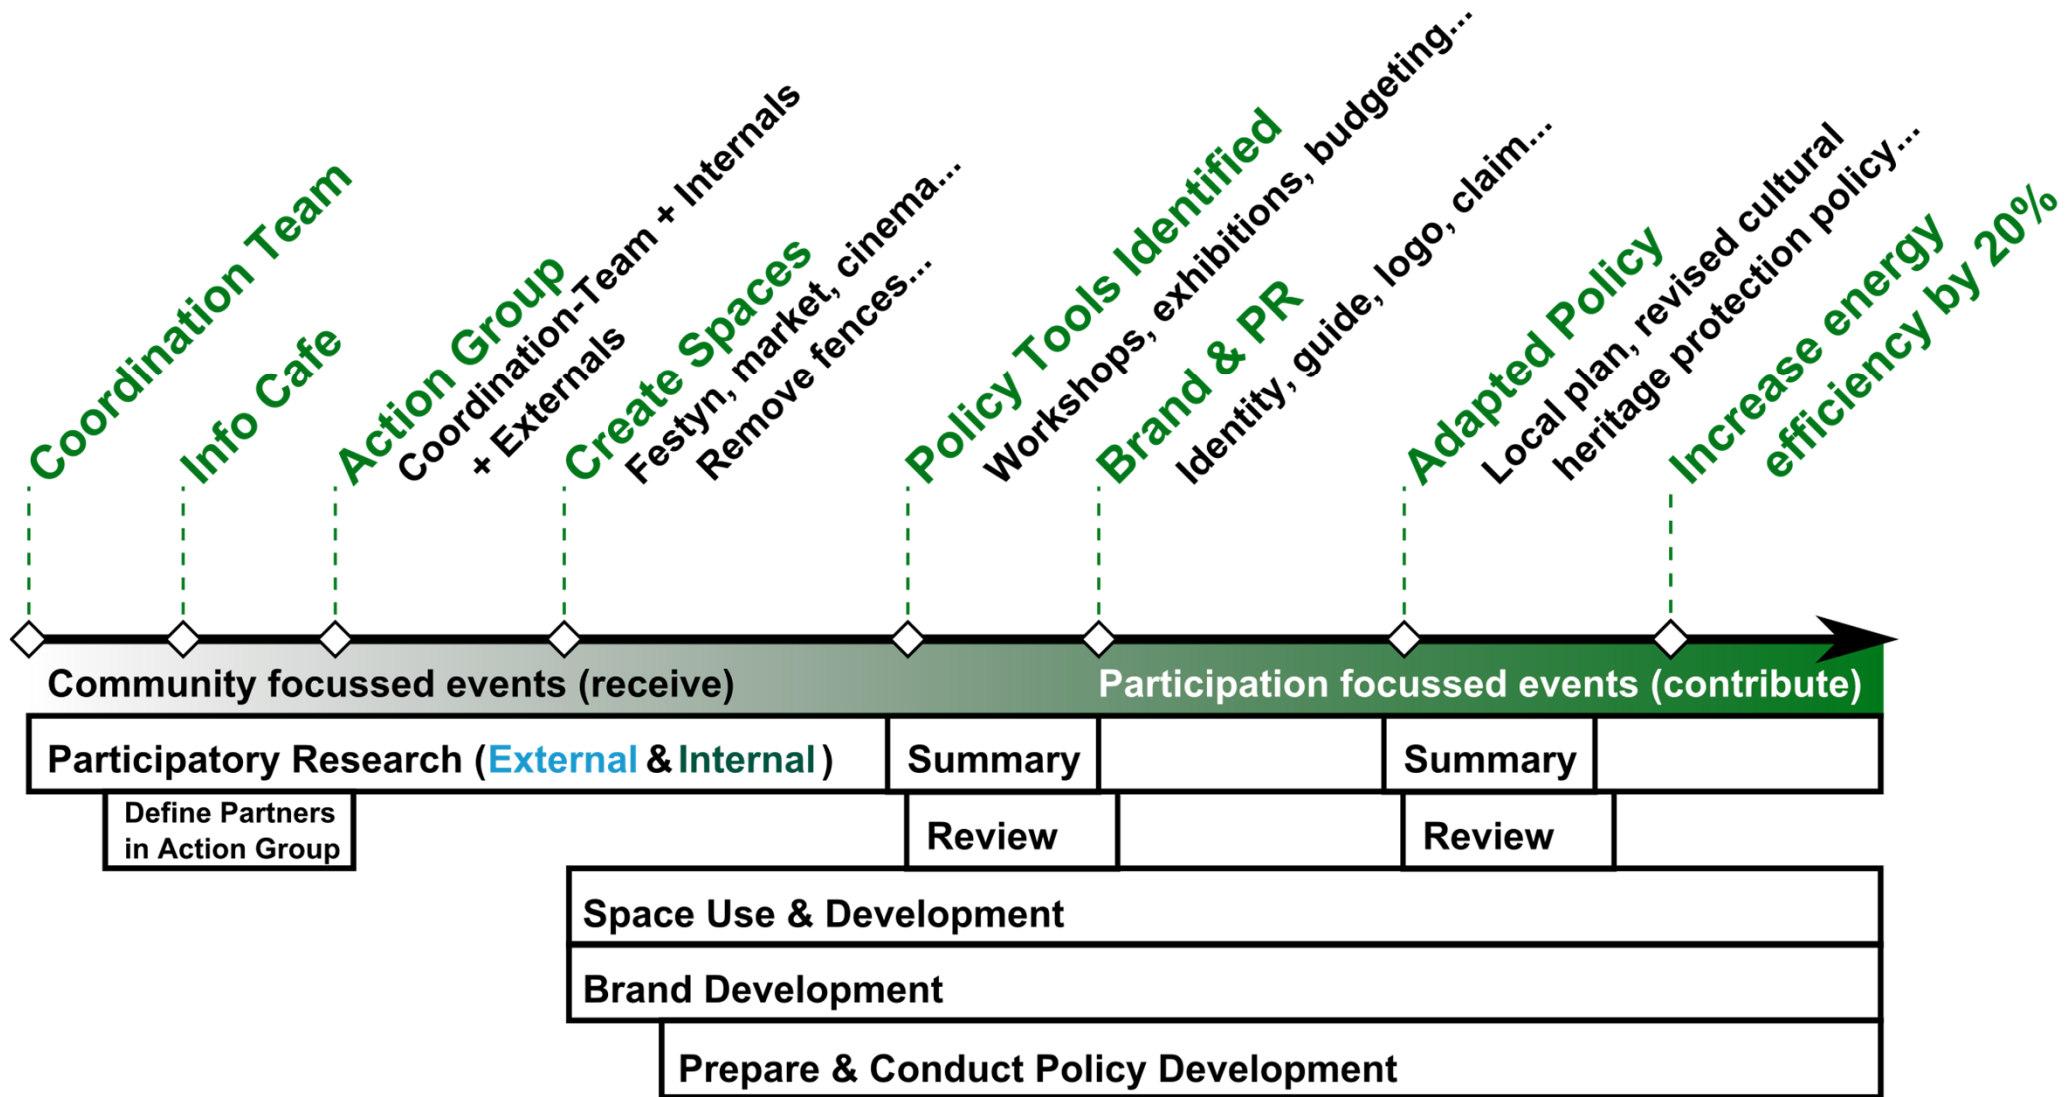 Coordination Team
Info Cafe
Action Group
Coordination-Team + Internals
+ Externals
Create Spaces
Festyn, market, cinema...
Remove fences...
Policy Tools Identified
Workshops, exhibitions, budgeting...
Brand & PR
Identity, guide, logo, claim...
Adapted Policy
Local plan, revised cultural
heritage protection policy...
Increase energy
efficiency by 20%
Community focussed events (receive)
Participation focussed events (contribute)
Participatory Research (External & Internal)
Summary
Summary
Define Partners
in Action Group
Review
Review
Space Use & Development
Brand Development
Prepare & Conduct Policy Development